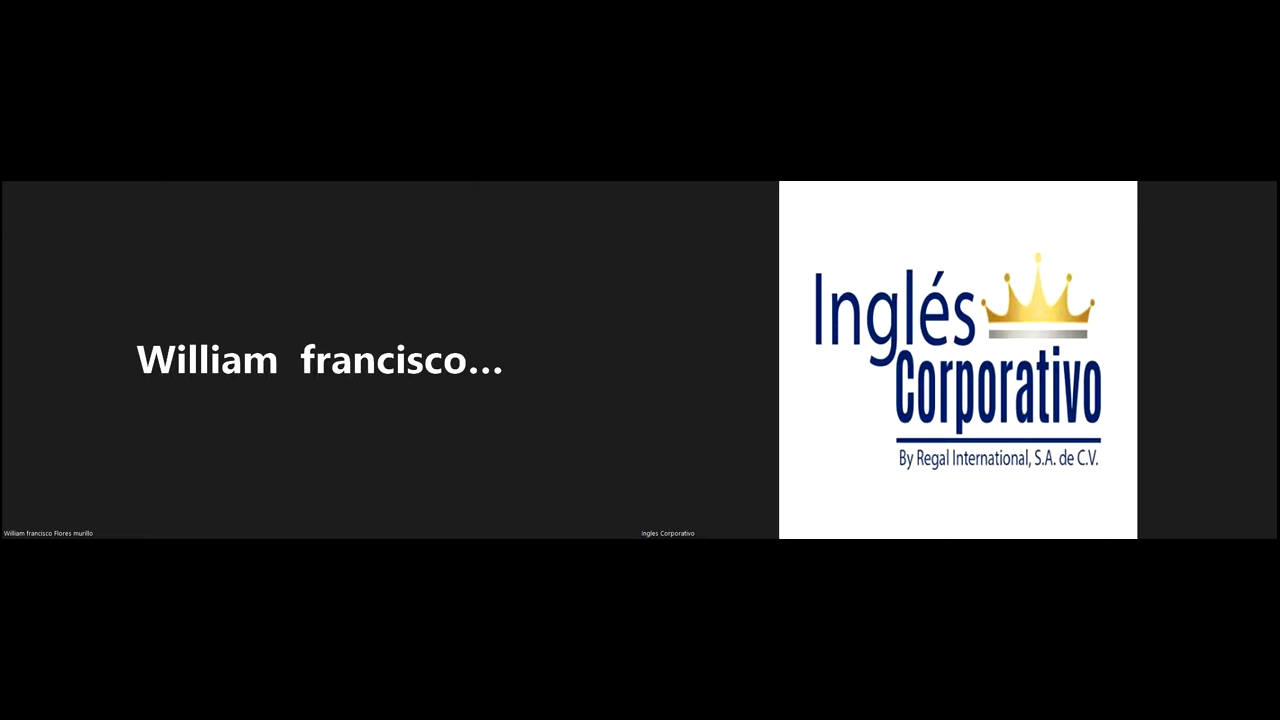 William francisco...
William francisco Flores murillo
Inglés
Corporativo
By Regal International, S.A. de C.V.
Ingles Corporativo